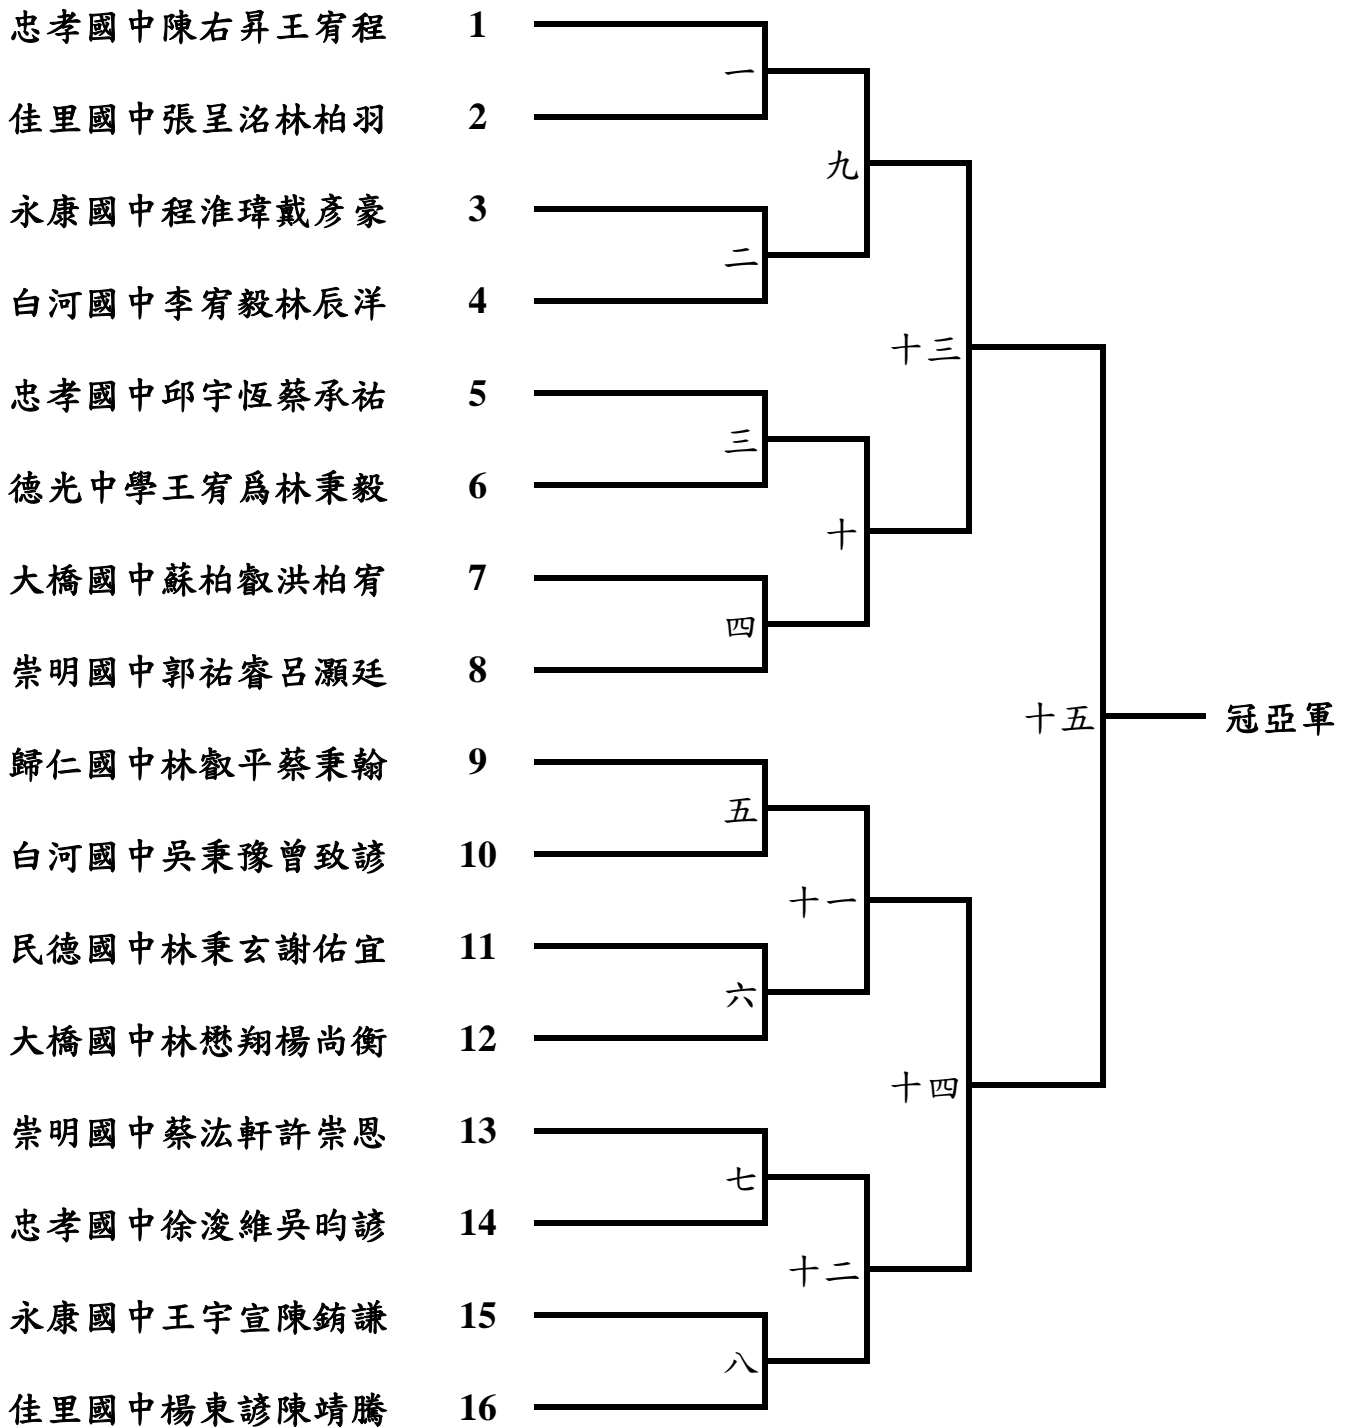 忠孝國中陳右昇王宥程 1
一
佳里國中張呈洺林柏羽 2
九
永康國中程淮瑋戴彥豪 3
二
白河國中李宥毅林辰洋 4
十三
忠孝國中邱宇恆蔡承祐 5
三
德光中學王宥爲林秉毅 6
十
大橋國中蘇柏叡洪柏宥 7
四
崇明國中郭祐睿呂灝廷 8
十五 冠亞軍
歸仁國中林叡平蔡秉翰 9
五
白河國中吳秉豫曾致諺 10
十一
民德國中林秉玄謝佑宜 11
六
大橋國中林懋翔楊尚衡 12
十四
崇明國中蔡汯軒許崇恩 13
七
忠孝國中徐浚維吳昀諺 14
十二
永康國中王宇宣陳銪謙 15
八
佳里國中楊東諺陳靖騰 16